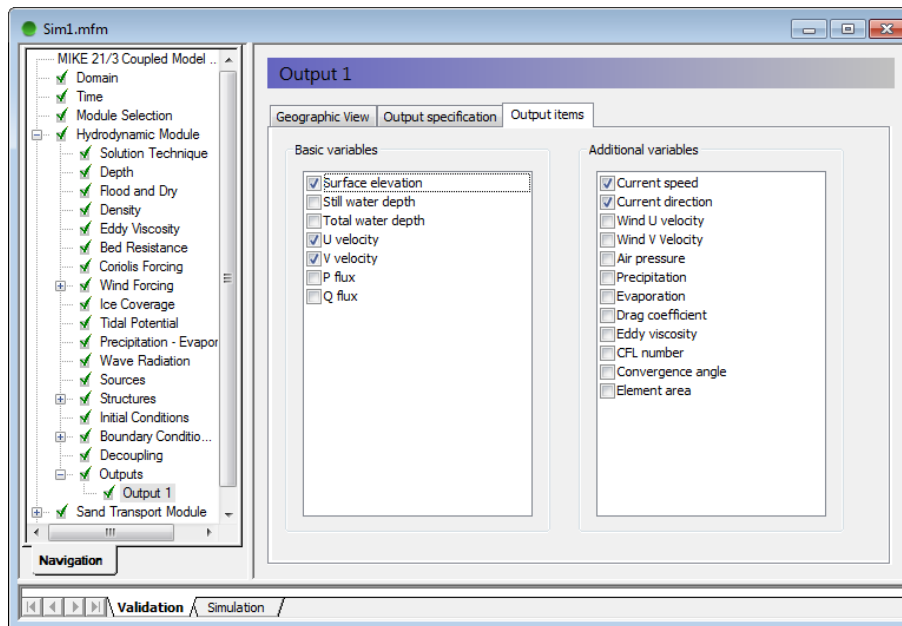 Sim1.mfm
MIKE 21/3 Coupled Model ..
Domain
Time
Module Selection
Hydrodynamic Module
Solution Technique
Depth
Flood and Dry
Density
Eddy Viscosity
Bed Resistance
Coriolis Forcing
Wind Forcing
Ice Coverage
Tidal Potential
Precipitation - Evapor
Wave Radiation
Sources
Structures
Initial Conditions
Boundary Conditio...
Decoupling
Outputs
Output 1
Sand Transport Module
Navigation
Output 1
Geographic View
Output specification
Output items
Basic variables
Surface elevation
Still water depth
Total water depth
U velocity
V velocity
P flux
Q flux
Additional variables
Current speed
Current direction
Wind U velocity
Wind V Velocity
Air pressure
Precipitation
Evaporation
Drag coefficient
Eddy viscosity
CFL number
Convergence angle
Element area
Validation
Simulation